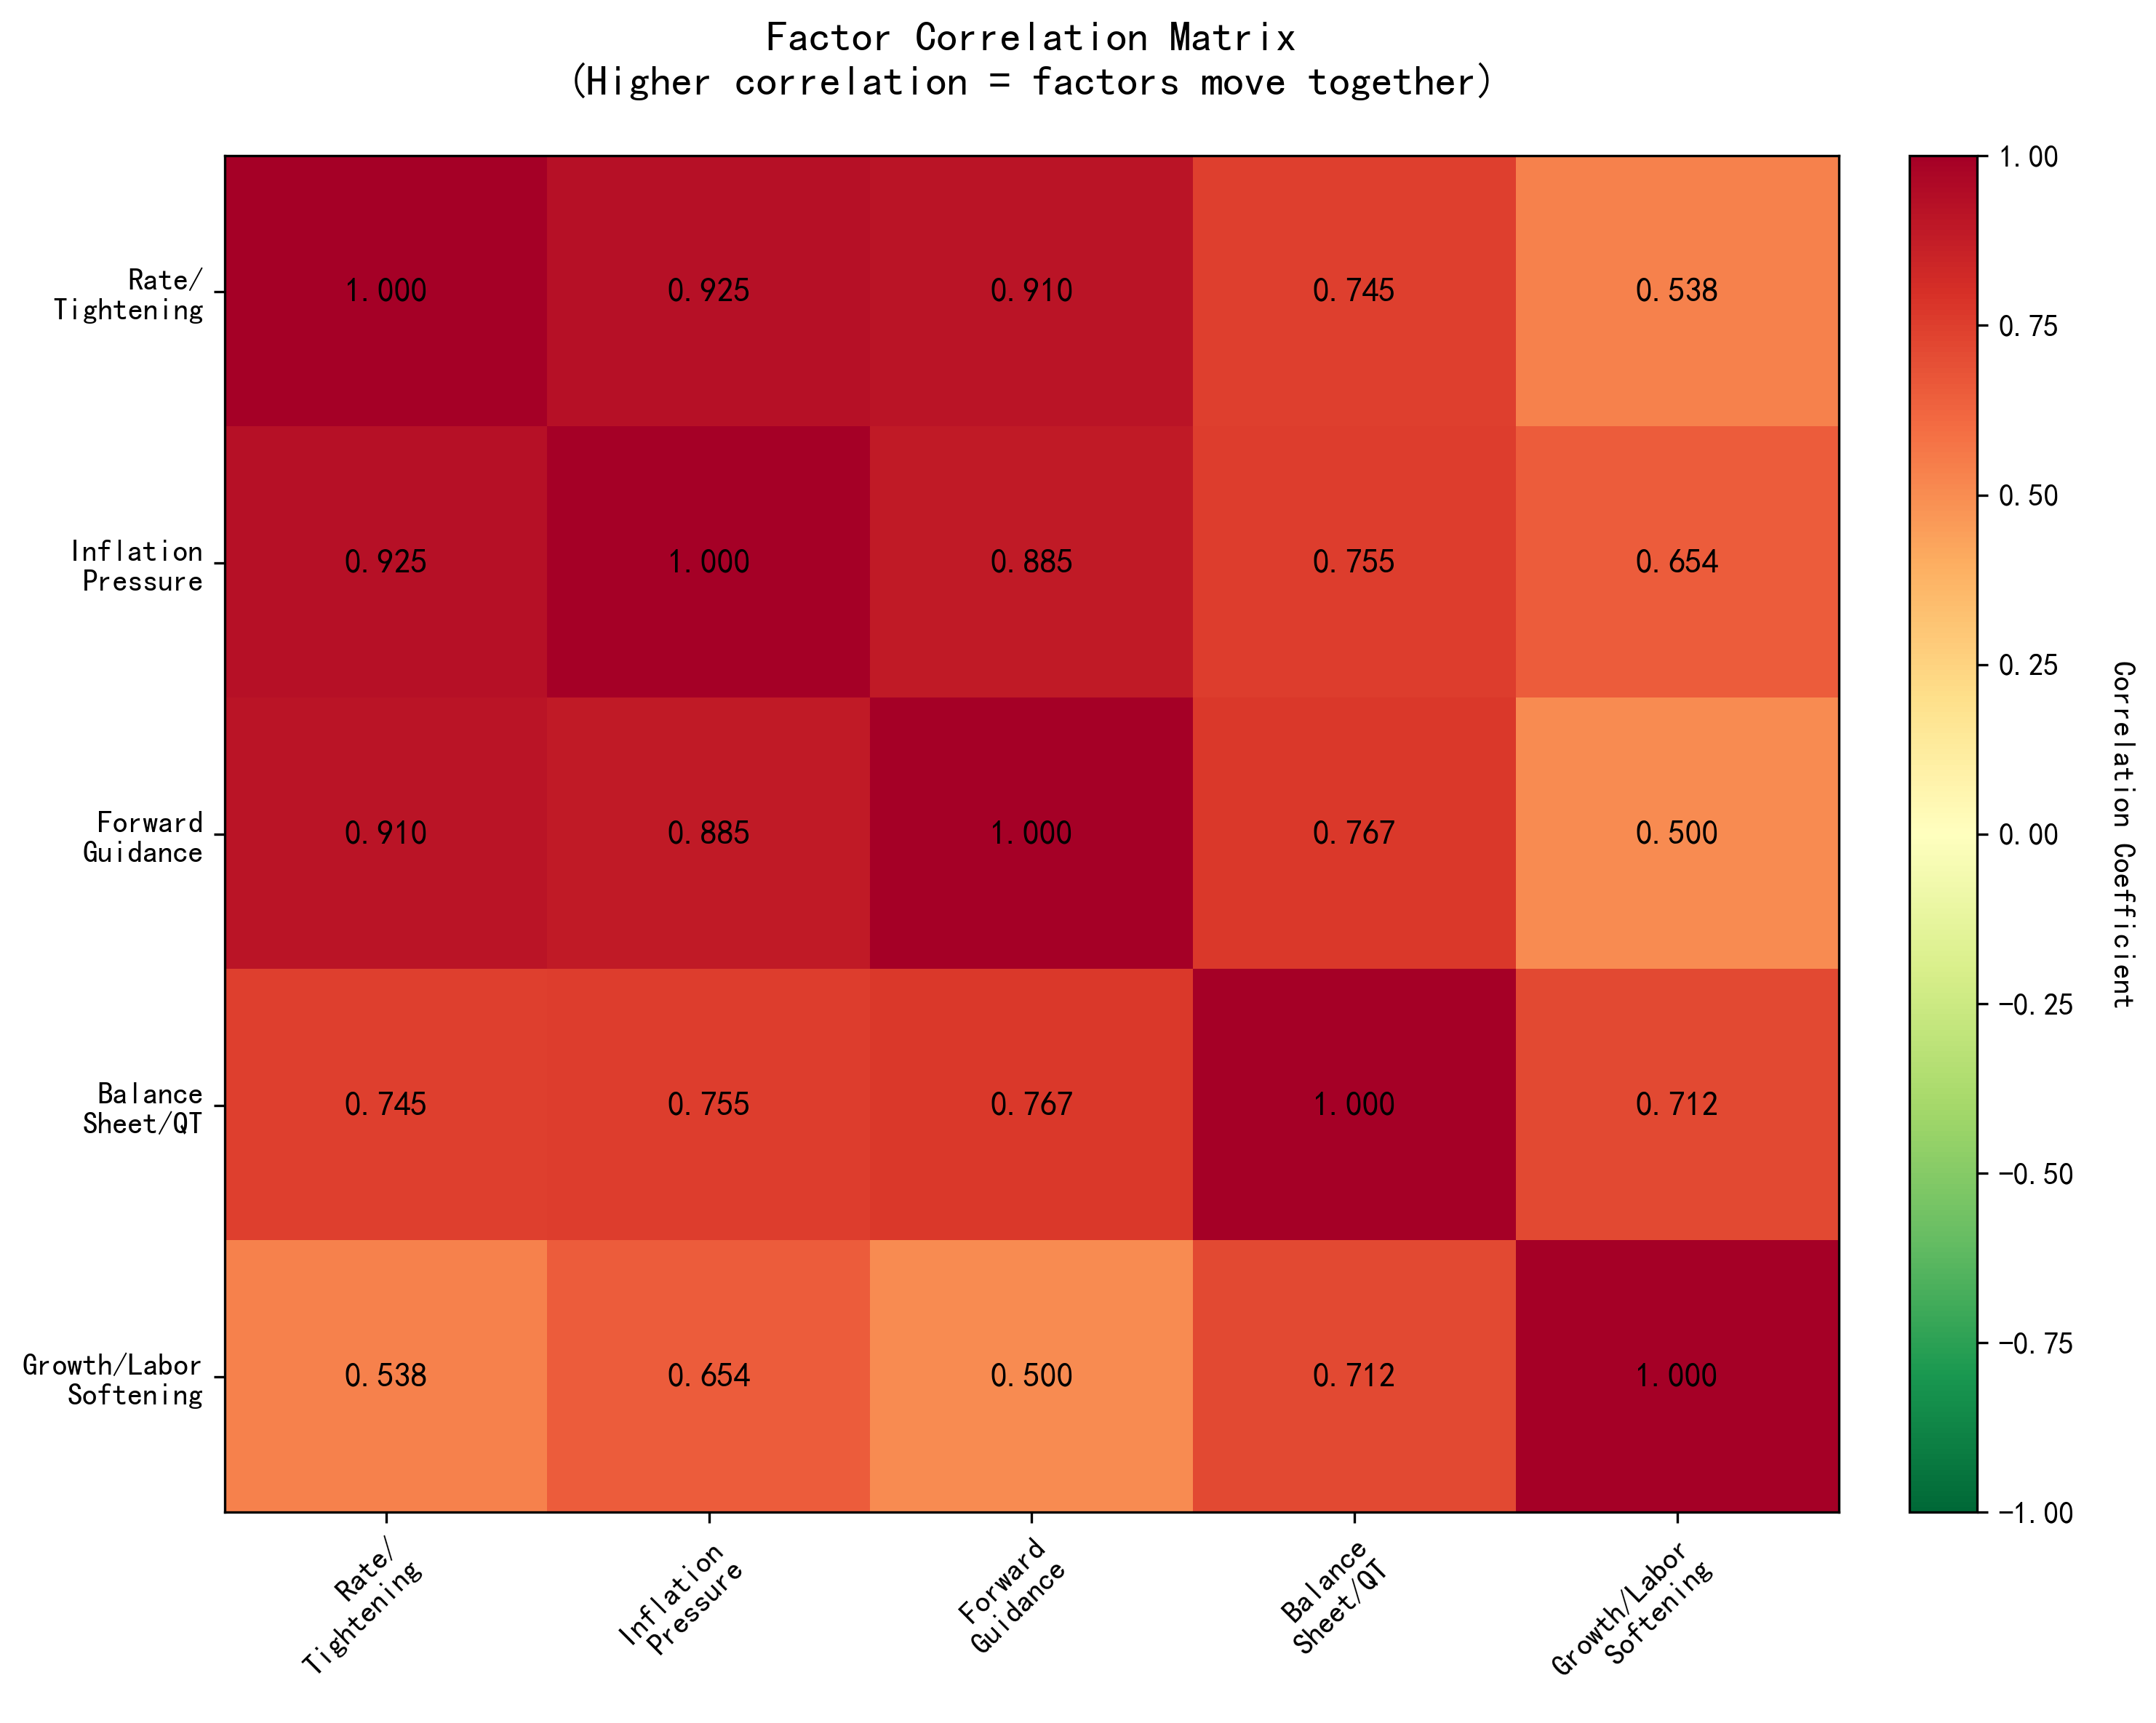 Factor Correlation Matrix
(Higher correlation = factors move together)
Rate/
Tightening
1.000
0.925
0.910
0.745
0.538
Inflation
Pressure
0.925
1.000
0.885
0.755
0.654
Forward
Guidance
0.910
0.885
1.000
0.767
0.500
Balance
Sheet/QT
0.745
0.755
0.767
1.000
0.712
Growth/Labor
Softening
0.538
0.654
0.500
0.712
1.000
Rate/
Tightening
Inflation
Pressure
Forward
Guidance
Balance
Sheet/QT
Growth/Labor
Softening
1.00
0.75
0.50
0.25
0.00
−0.25
−0.50
−0.75
−1.00
Correlation Coefficient